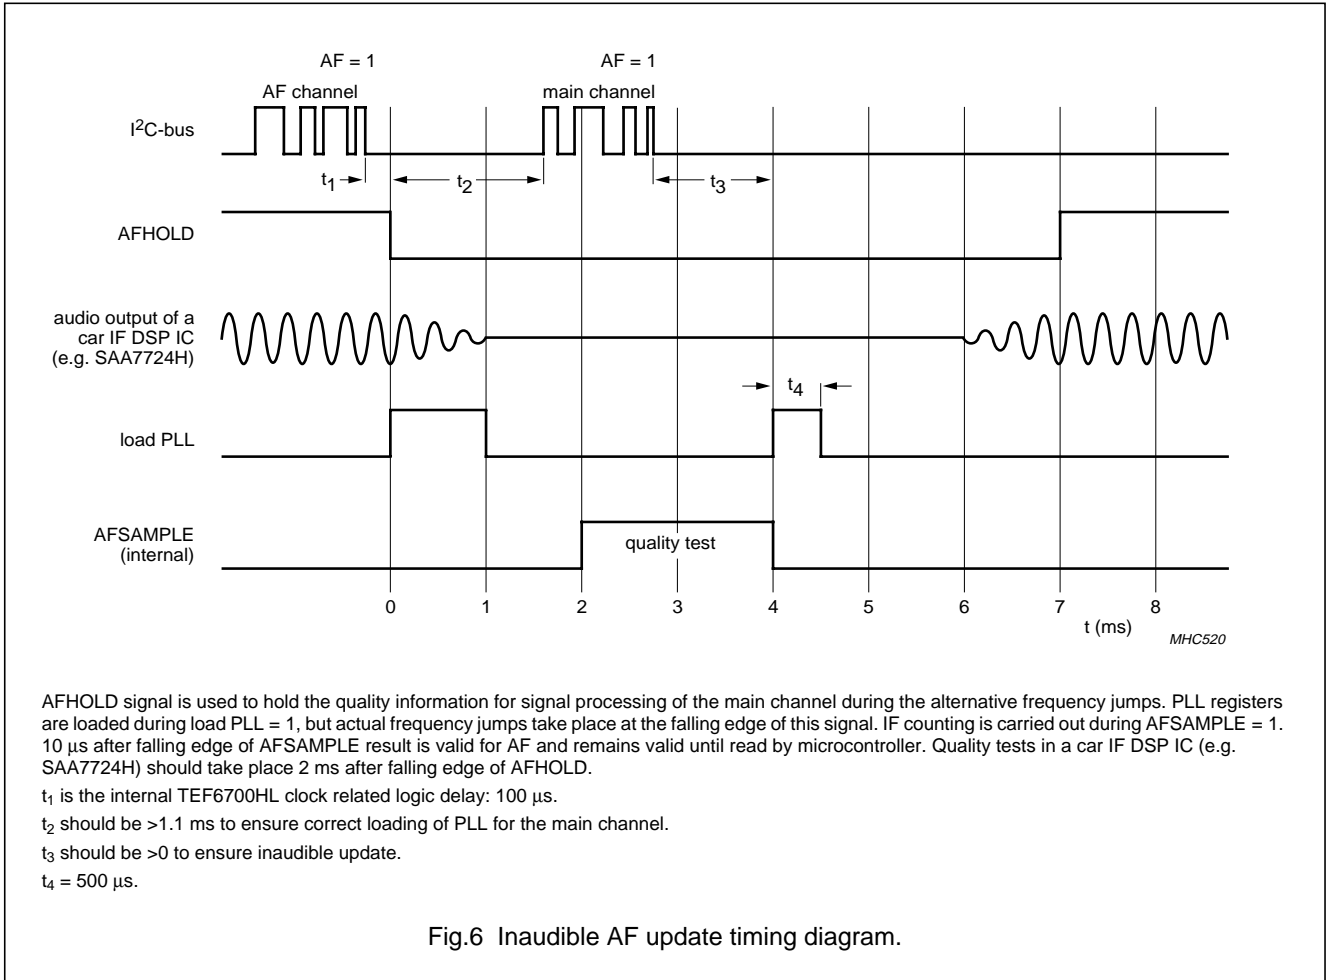 AF = 1
AF = 1
AF channel
main channel
I2C-bus
t1
t2
t3
AFHOLD
audio output of a
car IF DSP IC
(e.g. SAA7724H)
t4
load PLL
AFSAMPLE
(internal)
quality test
0 1 2 3 4 5 6 7 8
t (ms)
MHC520
AFHOLD signal is used to hold the quality information for signal processing of the main channel during the alternative frequency jumps. PLL registers
are loaded during load PLL = 1, but actual frequency jumps take place at the falling edge of this signal. IF counting is carried out during AFSAMPLE = 1.
10 µs after falling edge of AFSAMPLE result is valid for AF and remains valid until read by microcontroller. Quality tests in a car IF DSP IC (e.g.
SAA7724H) should take place 2 ms after falling edge of AFHOLD.
t1 is the internal TEF6700HL clock related logic delay: 100 µs.
t2 should be >1.1 ms to ensure correct loading of PLL for the main channel.
t3 should be >0 to ensure inaudible update.
t4 = 500 µs.
Fig.6 Inaudible AF update timing diagram.